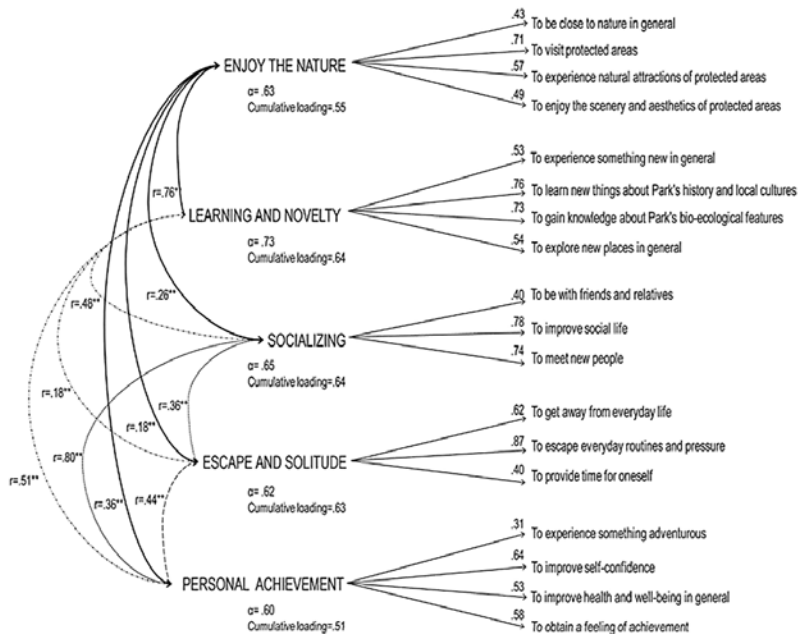 .43 To be close to nature in general
.71 To visit protected areas
ENJOY THE NATURE
.57 To experience natural attractions of protected areas
α= .63
.49 To enjoy the scenery and aesthetics of protected areas
Cumulative loading=.55
.53 To experience something new in general
r=.76**
.76 To learn new things about Park's history and local cultures
LEARNING AND NOVELTY
.73 To gain knowledge about Park's bio-ecological features
α= .73
.54 To explore new places in general
Cumulative loading=.64
r=.26**
.40 To be with friends and relatives
r=.48**
.78 To improve social life
SOCIALIZING
.74 To meet new people
α= .65
Cumulative loading=.64
r=.18**
r=.36**
.62 To get away from everyday life
r=.18**
.87 To escape everyday routines and pressure
r=.80**
ESCAPE AND SOLITUDE
.40 To provide time for oneself
r=.51**
α= .62
r=.36**
r=.44**
Cumulative loading=.63
.31 To experience something adventurous
.64 To improve self-confidence
PERSONAL ACHIEVEMENT
.53 To improve health and well-being in general
α= .60
.58 To obtain a feeling of achievement
Cumulative loading=.51